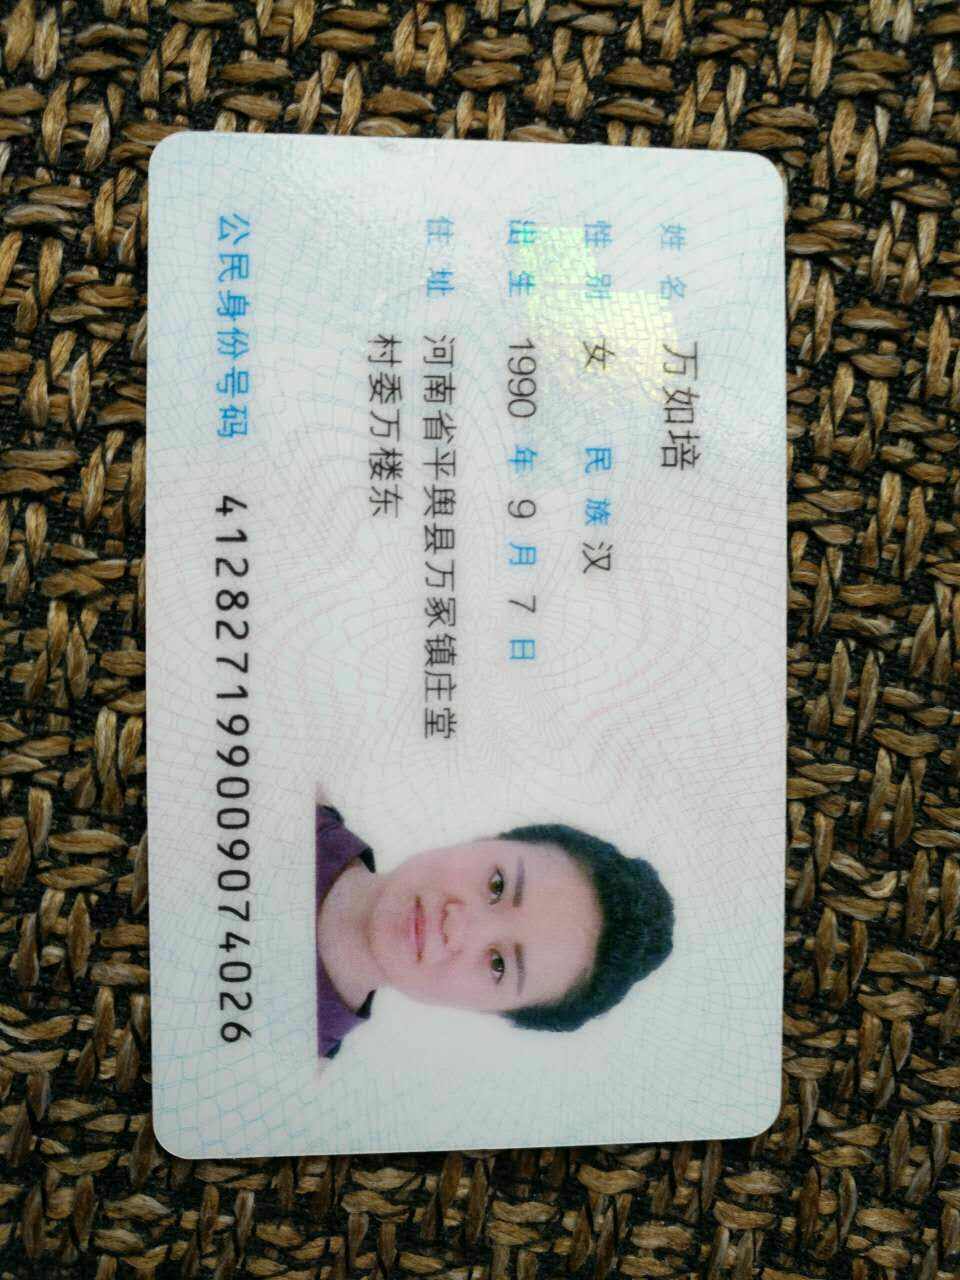 姓名 万如培
性别 女 民族 汉
出生 1990 年 9 月 7 日
住址 河南省平舆县万冢镇庄堂
村委万楼东
公民身份号码 412827199009074026